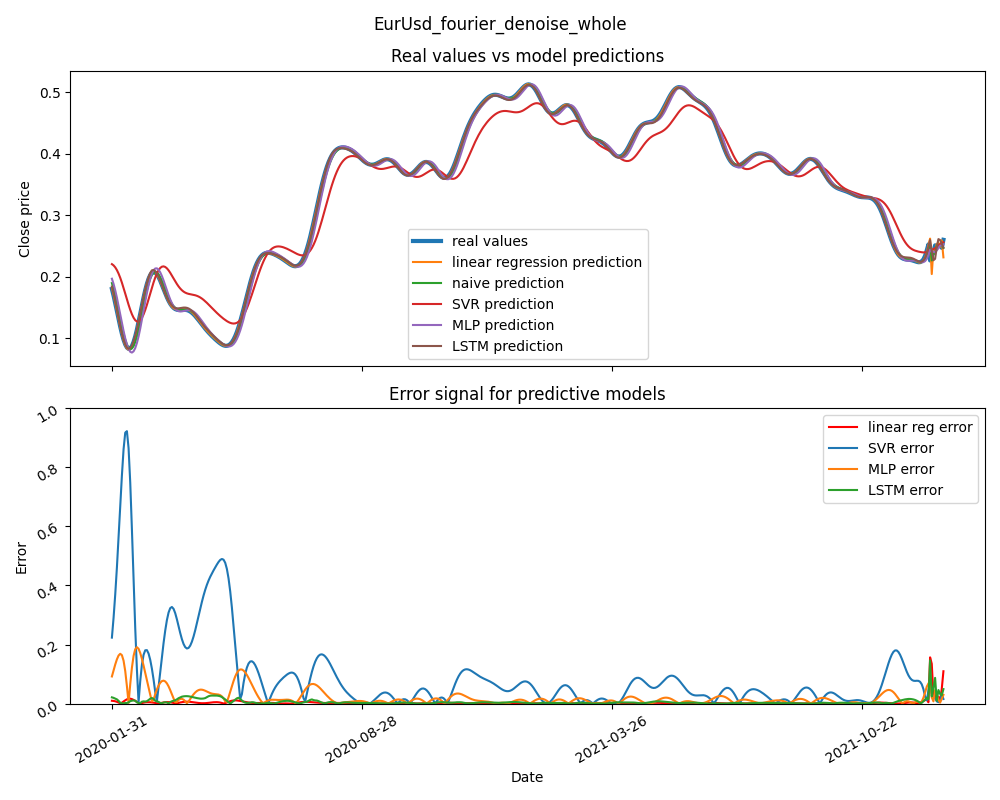 EurUsd_fourier_denoise_whole
Real values vs model predictions
Close price
0.5
0.4
0.3
0.2
0.1
real values
linear regression prediction
naive prediction
SVR prediction
MLP prediction
LSTM prediction
Error signal for predictive models
Error
1.0
0.8
0.6
0.4
0.2
0.0
linear reg error
SVR error
MLP error
LSTM error
2020-01-31
2020-08-28
2021-03-26
2021-10-22
Date